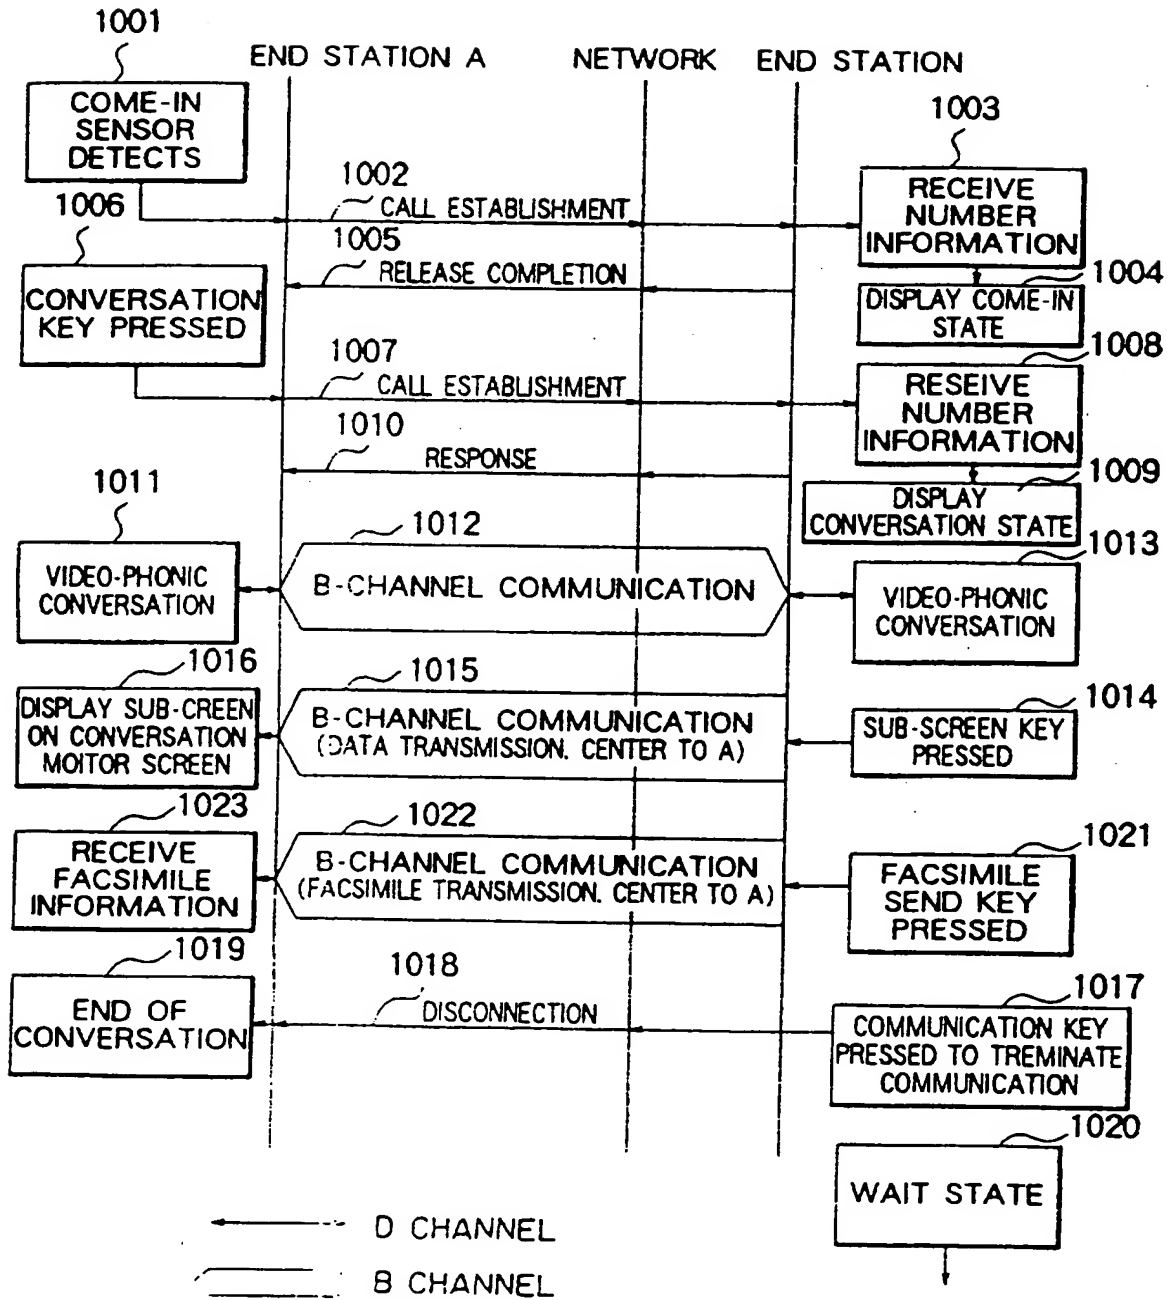 1001
END STATION A
NETWORK
END STATION
COME-IN
SENSOR
DETECTS
1003
1002
CALL ESTABLISHMENT
RECEIVE
NUMBER
INFORMATION
1006
1005
RELEASE COMPLETION
1004
DISPLAY COME-IN
STATE
CONVERSATION
KEY PRESSED
1008
1007
CALL ESTABLISHMENT
RESEIVE
NUMBER
INFORMATION
1010
RESPONSE
1009
DISPLAY
CONVERSATION STATE
1011
1012
B-CHANNEL COMMUNICATION
1013
VIDEO-PHONIC
CONVERSATION
VIDEO-PHONIC
CONVERSATION
1016
1015
1014
DISPLAY SUB-CREEN
ON CONVERSATION
MOITOR SCREEN
B-CHANNEL COMMUNICATION
(DATA TRANSMISSION. CENTER TO A)
SUB-SCREEN KEY
PRESSED
1023
1022
1021
RECEIVE
FACSIMILE
INFORMATION
B-CHANNEL COMMUNICATION
(FACSIMILE TRANSMISSION. CENTER TO A)
FACSIMILE
SEND KEY
PRESSED
1019
1018
1017
END OF
CONVERSATION
DISCONNECTION
COMMUNICATION KEY
PRESSED TO TREMINATE
COMMUNICATION
1020
WAIT STATE
D CHANNEL
B CHANNEL